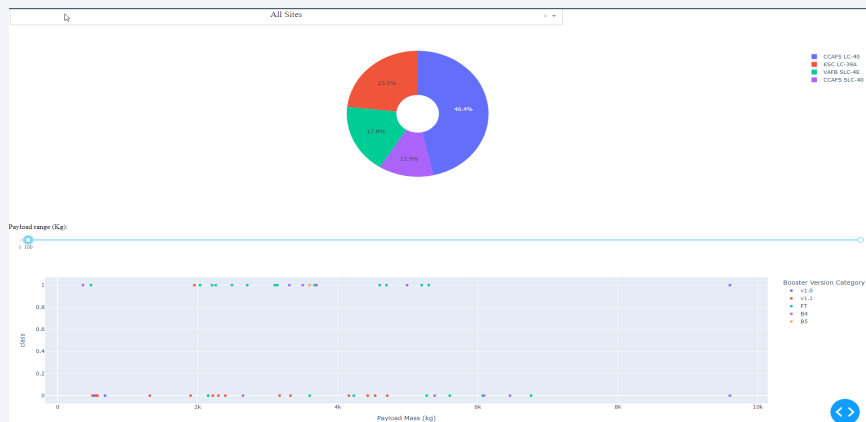 All Sites
CCAFS LC-40
KSC LC-39A
VAFB SLC-4E
CCAFS SLC-40
23.2%
46.4%
17.9%
12.5%
Payload range (Kg):
0 100
Booster Version Category
v1.0
v1.1
FT
B4
B5
class
1
0.8
0.6
0.4
0.2
0
0 2k 4k 6k 8k 10k
Payload Mass (kg)